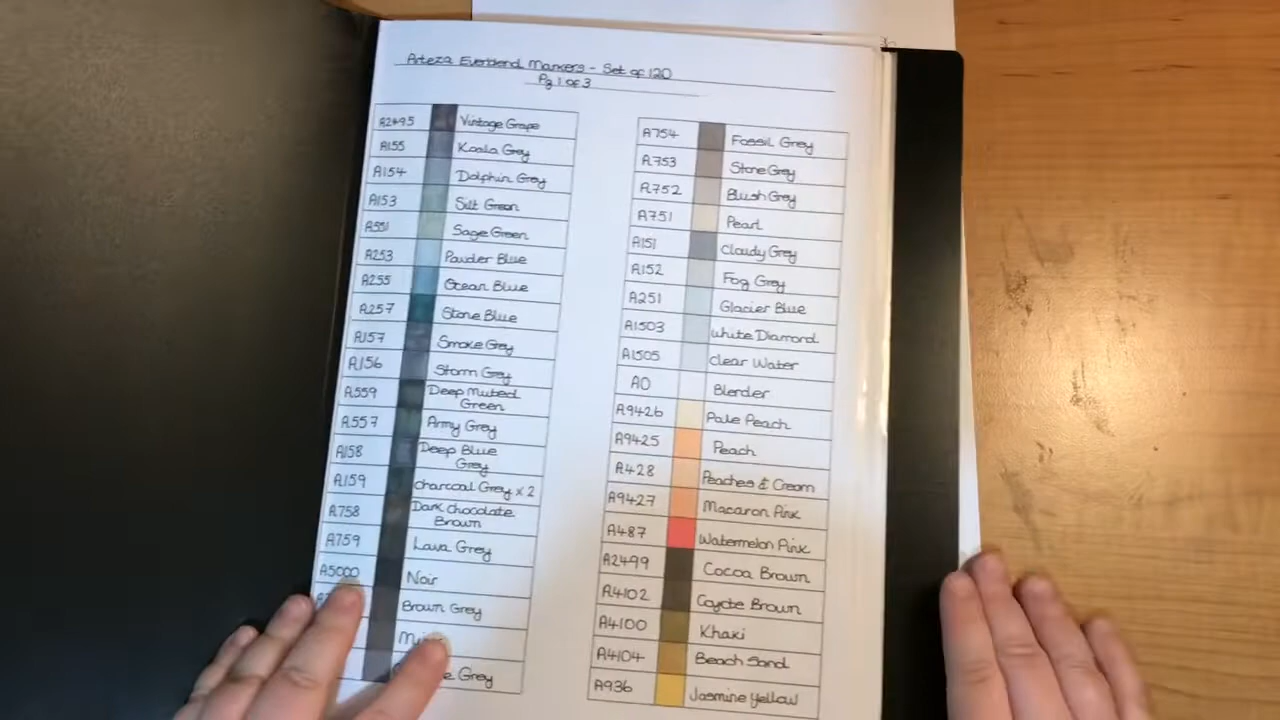 Arteza Everblend Markers - Set of 120
Pg 1 of 3
A2495 Vintage Grape
A155 Koala Grey
A154 Dolphin Grey
A153 Silt Green
A551 Sage Green
A253 Powder Blue
A255 Ocean Blue
A257 Stone Blue
A157 Smoke Grey
A156 Storm Grey
A559 Deep Muted
Green
A557 Army Grey
A158 Deep Blue
Grey
A159 Charcoal Grey x 2
A758 Dark Chocolate
Brown
A759 Lava Grey
A5000 Noir
Brown Grey
Grey
A754 Fossil Grey
A753 Stone Grey
A752 Blush Grey
A751 Pearl
A151 Cloudy Grey
A152 Fog Grey
A251 Glacier Blue
A1503 White Diamond
A1505 Clear Water
A0 Blender
A9426 Pale Peach
A9425 Peach
A428 Peaches & Cream
A9427 Macaron Pink
A487 Watermelon Pink
A2499 Cocoa Brown
A4102 Coyote Brown
A4100 Khaki
A4104 Beach Sand
A936 Jasmine Yellow